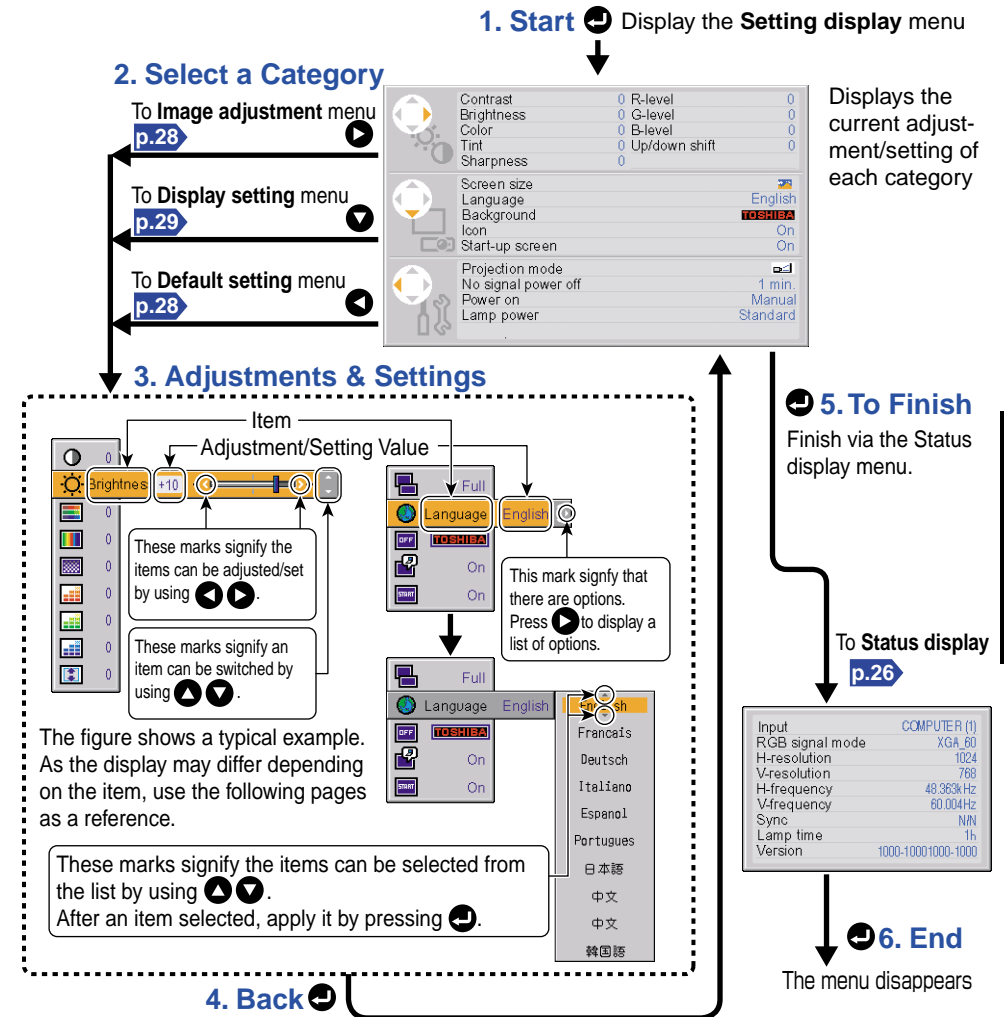 1. Start Display the Setting display menu
2. Select a Category
To Image adjustment menu
p.28
To Display setting menu
p.29
To Default setting menu
p.28
Contrast 0 R-level 0
Brightness 0 G-level 0
Color 0 B-level 0
Tint 0 Up/down shift 0
Sharpness 0
Screen size
Language English
Background TOSHIBA
Icon On
Start-up screen On
Projection mode
No signal power off 1 min.
Power on Manual
Lamp power Standard
Displays the
current adjust-
ment/setting of
each category
3. Adjustments & Settings
Item
Adjustment/Setting Value
0
Brightnes +10
0
0
0
0
0
0
0
These marks signify the
items can be adjusted/set
by using .
These marks signify an
item can be switched by
using .
The figure shows a typical example.
As the display may differ depending
on the item, use the following pages
as a reference.
Full
Language English
OFF TOSHIBA
On
START On
This mark signfy that
there are options.
Press to display a
list of options.
Full
Language English
OFF TOSHIBA
On
START On
English
Francais
Deutsch
Italiano
Espanol
Portugues
日本語
中文
中文
韓国語
These marks signify the items can be selected from
the list by using .
After an item selected, apply it by pressing .
4. Back
5. To Finish
Finish via the Status
display menu.
To Status display
p.26
Input COMPUTER (1)
RGB signal mode XGA_60
H-resolution 1024
V-resolution 768
H-frequency 48.363kHz
V-frequency 60.004Hz
Sync N/N
Lamp time 1h
Version 1000-10001000-1000
6. End
The menu disappears